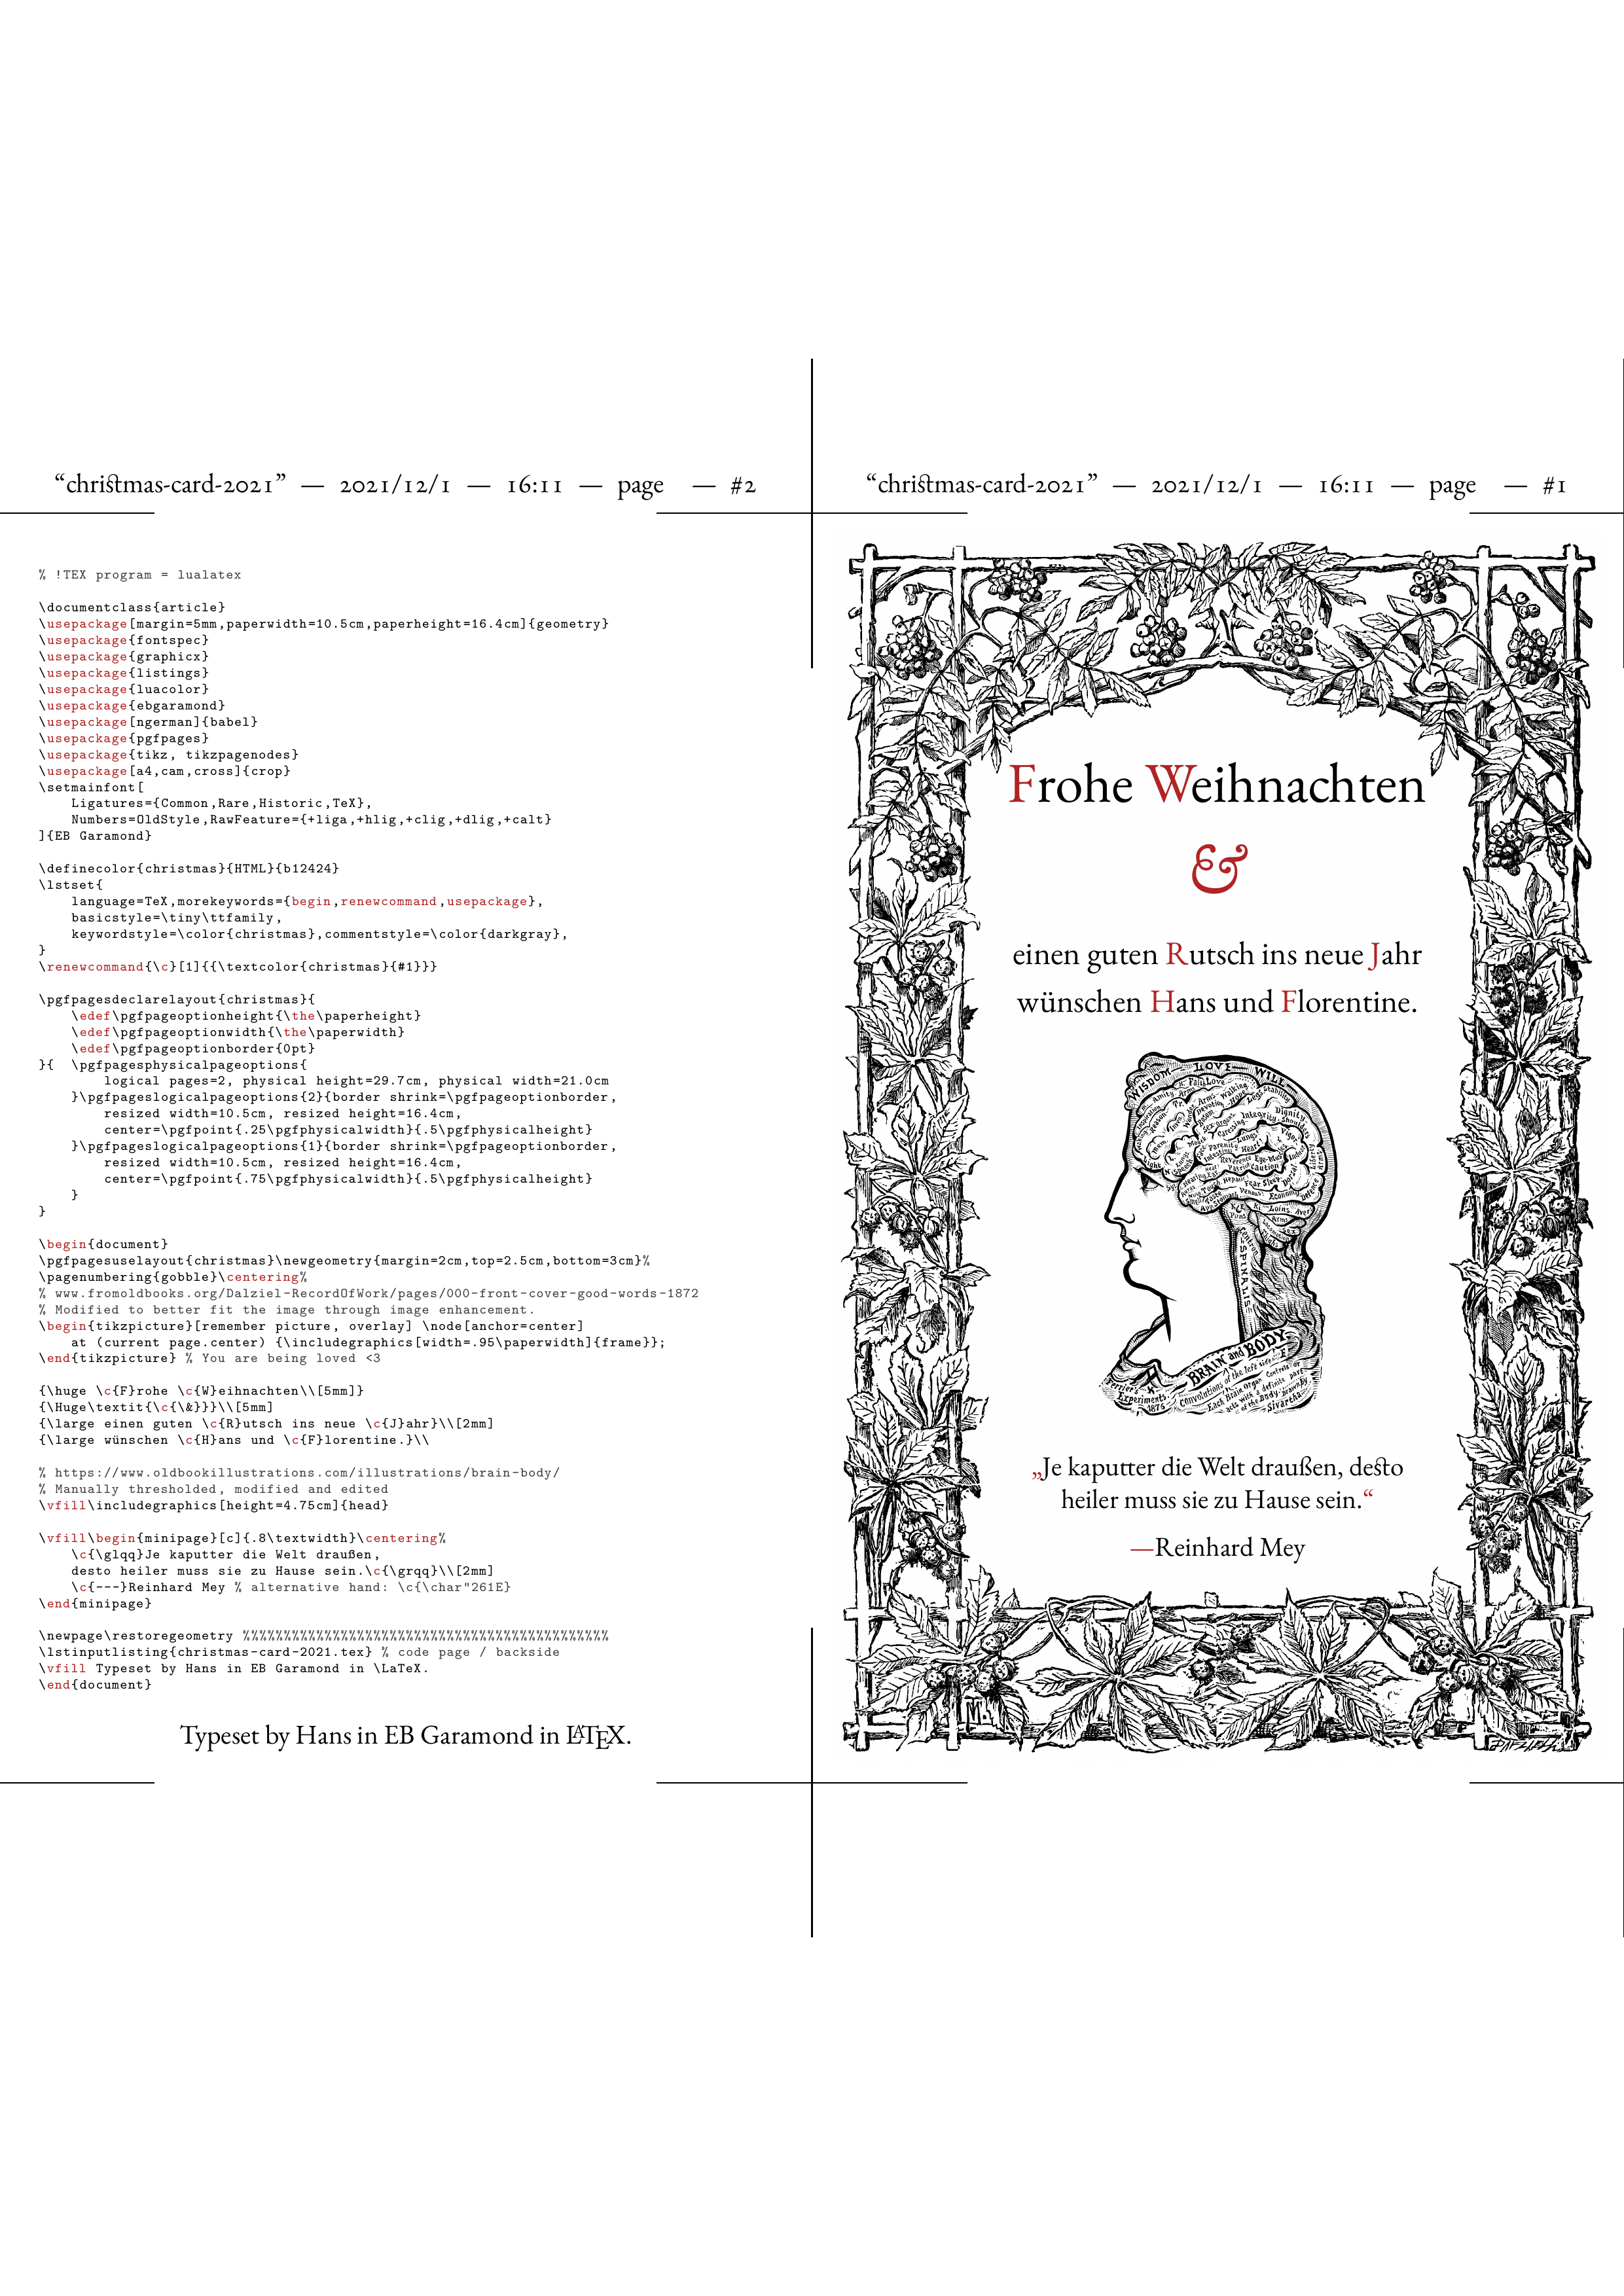 “christmas-card-2021” — 2021/12/1 — 16:11 — page — #2
% !TEX program = lualatex
\documentclass{article}
\usepackage[margin=5mm,paperwidth=10.5cm,paperheight=16.4cm]{geometry}
\usepackage{fontspec}
\usepackage{graphicx}
\usepackage{listings}
\usepackage{luacolor}
\usepackage{ebgaramond}
\usepackage[ngerman]{babel}
\usepackage{pgfpages}
\usepackage{tikz, tikzpagenodes}
\usepackage[a4,cam,cross]{crop}
\setmainfont[
    Ligatures={Common,Rare,Historic,TeX},
    Numbers=OldStyle,RawFeature={+liga,+hlig,+clig,+dlig,+calt}
]{EB Garamond}
\definecolor{christmas}{HTML}{b12424}
\lstset{
    language=TeX,morekeywords={begin,renewcommand,usepackage},
    basicstyle=\tiny\ttfamily,
    keywordstyle=\color{christmas},commentstyle=\color{darkgray},
}
\renewcommand{\c}[1]{{\textcolor{christmas}{#1}}}
\pgfpagesdeclarelayout{christmas}{
    \edef\pgfpageoptionheight{\the\paperheight}
    \edef\pgfpageoptionwidth{\the\paperwidth}
    \edef\pgfpageoptionborder{0pt}
}{  \pgfpagesphysicalpageoptions{
        logical pages=2, physical height=29.7cm, physical width=21.0cm
    }\pgfpageslogicalpageoptions{2}{border shrink=\pgfpageoptionborder,
        resized width=10.5cm, resized height=16.4cm,
        center=\pgfpoint{.25\pgfphysicalwidth}{.5\pgfphysicalheight}
    }\pgfpageslogicalpageoptions{1}{border shrink=\pgfpageoptionborder,
        resized width=10.5cm, resized height=16.4cm,
        center=\pgfpoint{.75\pgfphysicalwidth}{.5\pgfphysicalheight}
    }
}
\begin{document}
\pgfpagesuselayout{christmas}\newgeometry{margin=2cm,top=2.5cm,bottom=3cm}%
\pagenumbering{gobble}\centering%
% www.fromoldbooks.org/Dalziel-RecordOfWork/pages/000-front-cover-good-words-1872
% Modified to better fit the image through image enhancement.
\begin{tikzpicture}[remember picture, overlay] \node[anchor=center]
    at (current page.center) {\includegraphics[width=.95\paperwidth]{frame}};
\end{tikzpicture} % You are being loved <3
{\huge \c{F}rohe \c{W}eihnachten\\[5mm]}
{\Huge\textit{\c{\&}}}\\[5mm]
{\large einen guten \c{R}utsch ins neue \c{J}ahr}\\[2mm]
{\large wünschen \c{H}ans und \c{F}lorentine.}\\
% https://www.oldbookillustrations.com/illustrations/brain-body/
% Manually thresholded, modified and edited
\vfill\includegraphics[height=4.75cm]{head}
\vfill\begin{minipage}[c]{.8\textwidth}\centering%
    \c{\glqq}Je kaputter die Welt draußen,
    desto heiler muss sie zu Hause sein.\c{\grqq}\\[2mm]
    \c{---}Reinhard Mey % alternative hand: \c{\char"261E}
\end{minipage}
\newpage\restoregeometry %%%%%%%%%%%%%%%%%%%%%%%%%%%%%%%%%%%%%%%%%%%%%
\lstinputlisting{christmas-card-2021.tex} % code page / backside
\vfill Typeset by Hans in EB Garamond in \LaTeX.
\end{document}
Typeset by Hans in EB Garamond in LATEX.
“christmas-card-2021” — 2021/12/1 — 16:11 — page — #1
Frohe Weihnachten
&
einen guten Rutsch ins neue Jahr
wünschen Hans und Florentine.
WISDOM — LOVE — WILL
BRAIN and BODY
„Je kaputter die Welt draußen, desto
heiler muss sie zu Hause sein.“
—Reinhard Mey